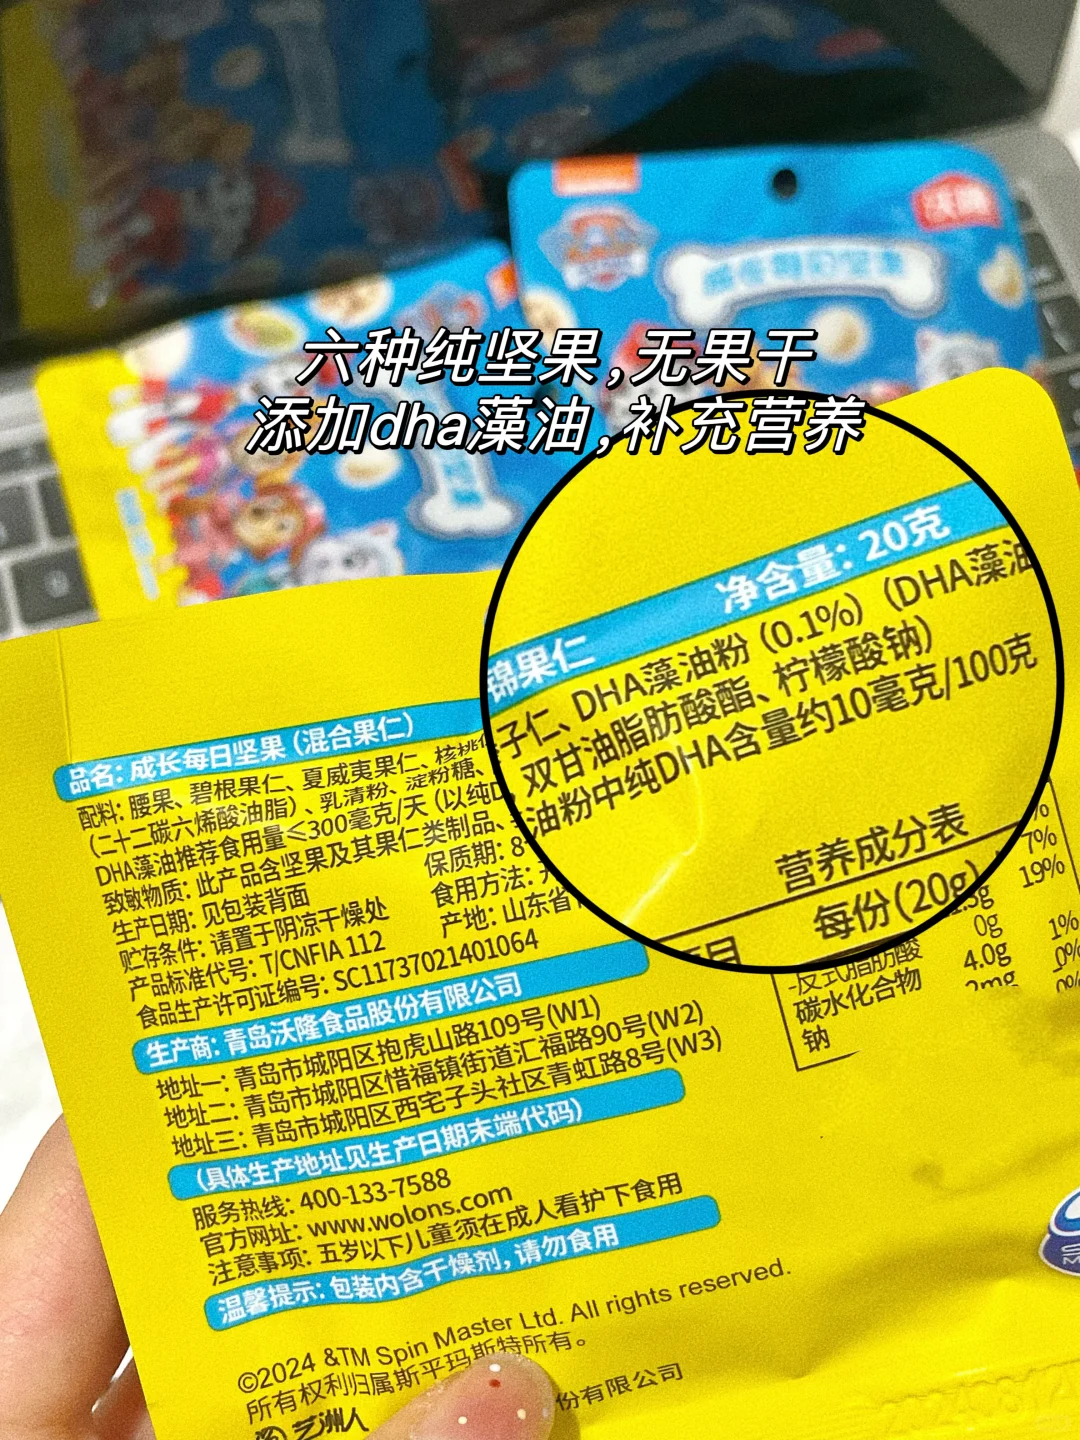 六种纯坚果,无果干
添加dha藻油,补充营养
净含量: 20克
锦果仁
子仁、DHA藻油粉 (0.1%) (DHA藻油
双甘油脂肪酸酯、柠檬酸钠)
油粉中纯DHA含量约10毫克/100克
营养成分表
每份(20g)
品名: 成长每日坚果 (混合果仁)
配料: 腰果、碧根果仁、夏威夷果仁、核桃
(二十二碳六烯酸油脂) 、乳清粉、淀粉糖、
DHA藻油推荐食用量≤300毫克/天 (以纯
致敏物质: 此产品含坚果及其果仁类制品、
生产日期: 见包装背面
保质期: 8
贮存条件: 请置于阴凉干燥处
食用方法:
产品标准代号: T/CNFIA 112
产地: 山东省
食品生产许可证编号: SC11737021401064
7%
19%
0g
-反式脂肪酸
碳水化合物 4.0g 1%
钠
生产商: 青岛沃隆食品股份有限公司
地址一: 青岛市城阳区抱虎山路109号(W1)
地址二: 青岛市城阳区惜福镇街道汇福路90号(W2)
地址三: 青岛市城阳区西宅子头社区青虹路8号(W3)
(具体生产地址见生产日期末端代码)
服务热线: 400-133-7588
官方网址: www.wolons.com
注意事项: 五岁以下儿童须在成人看护下食用
温馨提示: 包装内含干燥剂, 请勿食用
©2024 &TM Spin Master Ltd. All rights reserved.
所有权利归属斯平玛斯特所有。
艺洲人
份有限公司